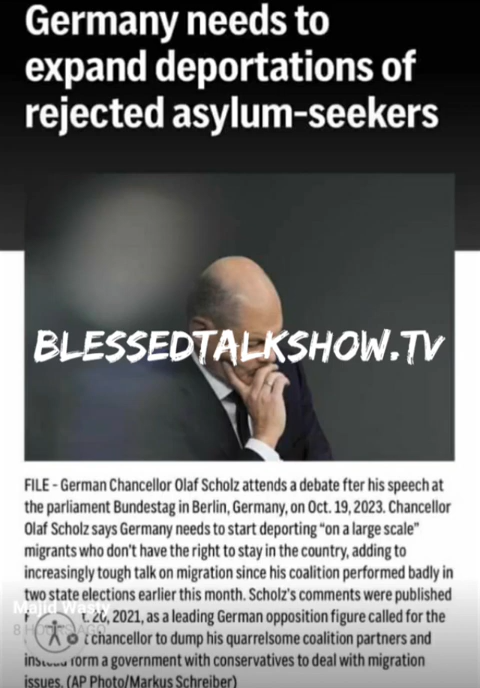 Germany needs to
expand deportations of
rejected asylum-seekers
BLESSEDTALKSHOW.TV
FILE - German Chancellor Olaf Scholz attends a debate fter his speech at
the parliament Bundestag in Berlin, Germany, on Oct. 19, 2023. Chancellor
Olaf Scholz says Germany needs to start deporting "on a large scale"
migrants who don't have the right to stay in the country, adding to
increasingly tough talk on migration since his coalition performed badly in
two state elections earlier this month. Scholz's comments were published
Majid Wasty
20, 2021, as a leading German opposition figure called for the
8 HOURS AGO
chancellor to dump his quarrelsome coalition partners and
form a government with conservatives to deal with migration
issues. (AP Photo/Markus Schreiber)